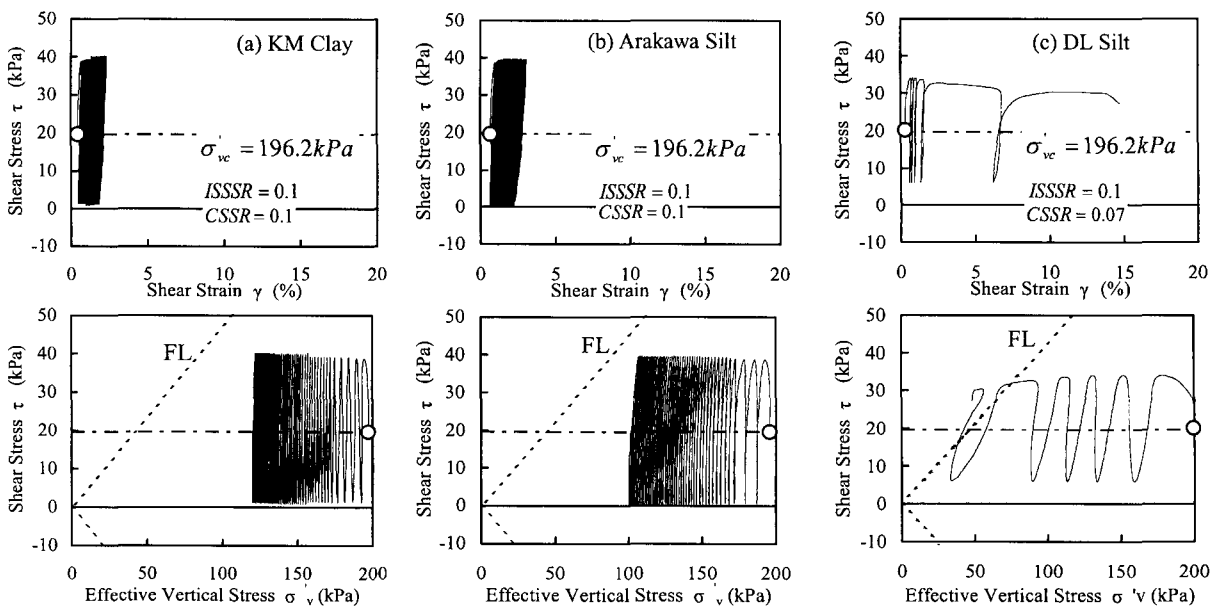 (a) KM Clay
Shear Stress τ (kPa)
50
40
30
20
10
0
-10
σ'vc = 196.2kPa
ISSSR = 0.1
CSSR = 0.1
0 5 10 15 20
Shear Strain γ (%)
(b) Arakawa Silt
Shear Stress τ (kPa)
50
40
30
20
10
0
-10
σ'vc = 196.2kPa
ISSSR = 0.1
CSSR = 0.1
0 5 10 15 20
Shear Strain γ (%)
(c) DL Silt
Shear Stress τ (kPa)
50
40
30
20
10
0
-10
σ'vc = 196.2kPa
ISSSR = 0.1
CSSR = 0.07
0 5 10 15 20
Shear Strain γ (%)
Shear Stress τ (kPa)
50
40
30
20
10
0
-10
FL
0 50 100 150 200
Effective Vertical Stress σ'v (kPa)
Shear Stress τ (kPa)
50
40
30
20
10
0
-10
FL
0 50 100 150 200
Effective Vertical Stress σ'v (kPa)
Shear Stress τ (kPa)
50
40
30
20
10
0
-10
FL
0 50 100 150 200
Effective Vertical Stress σ'v (kPa)